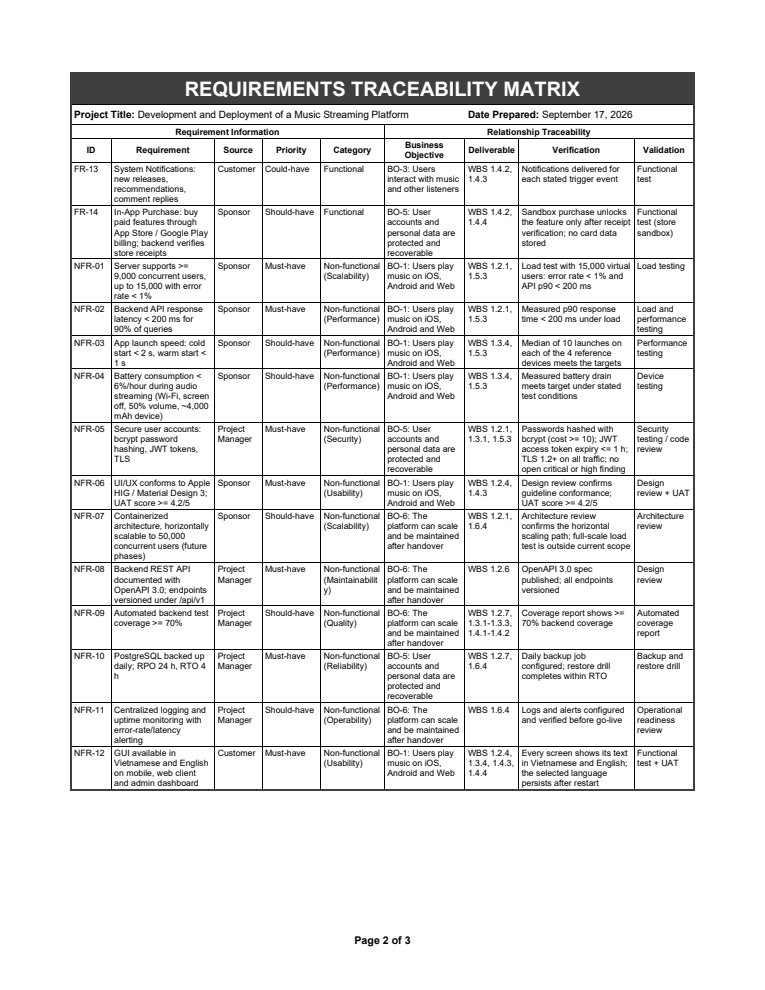 REQUIREMENTS TRACEABILITY MATRIX
Project Title: Development and Deployment of a Music Streaming Platform Date Prepared: September 17, 2026
Requirement Information Relationship Traceability
ID Requirement Source Priority Category Business Objective Deliverable Verification Validation
FR-13 System Notifications: new releases, recommendations, comment replies Customer Could-have Functional BO-3: Users interact with music and other listeners WBS 1.4.2, 1.4.3 Notifications delivered for each stated trigger event Functional test
FR-14 In-App Purchase: buy paid features through App Store / Google Play billing; backend verifies store receipts Sponsor Should-have Functional BO-5: User accounts and personal data are protected and recoverable WBS 1.4.2, 1.4.4 Sandbox purchase unlocks the feature only after receipt verification; no card data stored Functional test (store sandbox)
NFR-01 Server supports >= 9,000 concurrent users, up to 15,000 with error rate < 1% Sponsor Must-have Non-functional (Scalability) BO-1: Users play music on iOS, Android and Web WBS 1.2.1, 1.5.3 Load test with 15,000 virtual users: error rate < 1% and API p90 < 200 ms Load testing
NFR-02 Backend API response latency < 200 ms for 90% of queries Sponsor Must-have Non-functional (Performance) BO-1: Users play music on iOS, Android and Web WBS 1.2.1, 1.5.3 Measured p90 response time < 200 ms under load Load and performance testing
NFR-03 App launch speed: cold start < 2 s, warm start < 1 s Sponsor Should-have Non-functional (Performance) BO-1: Users play music on iOS, Android and Web WBS 1.3.4, 1.5.3 Median of 10 launches on each of the 4 reference devices meets the targets Performance testing
NFR-04 Battery consumption < 6%/hour during audio streaming (Wi-Fi, screen off, 50% volume, ~4,000 mAh device) Sponsor Should-have Non-functional (Performance) BO-1: Users play music on iOS, Android and Web WBS 1.3.4, 1.5.3 Measured battery drain meets target under stated test conditions Device testing
NFR-05 Secure user accounts: bcrypt password hashing, JWT tokens, TLS Project Manager Must-have Non-functional (Security) BO-5: User accounts and personal data are protected and recoverable WBS 1.2.1, 1.3.1, 1.5.3 Passwords hashed with bcrypt (cost >= 10); JWT access token expiry <= 1 h; TLS 1.2+ on all traffic; no open critical or high finding Security testing / code review
NFR-06 UI/UX conforms to Apple HIG / Material Design 3; UAT score >= 4.2/5 Sponsor Must-have Non-functional (Usability) BO-1: Users play music on iOS, Android and Web WBS 1.2.4, 1.4.3 Design review confirms guideline conformance; UAT score >= 4.2/5 Design review + UAT
NFR-07 Containerized architecture, horizontally scalable to 50,000 concurrent users (future phases) Sponsor Should-have Non-functional (Scalability) BO-6: The platform can scale and be maintained after handover WBS 1.2.1, 1.6.4 Architecture review confirms the horizontal scaling path; full-scale load test is outside current scope Architecture review
NFR-08 Backend REST API documented with OpenAPI 3.0; endpoints versioned under /api/v1 Project Manager Must-have Non-functional (Maintainability) BO-6: The platform can scale and be maintained after handover WBS 1.2.6 OpenAPI 3.0 spec published; all endpoints versioned Design review
NFR-09 Automated backend test coverage >= 70% Project Manager Should-have Non-functional (Quality) BO-6: The platform can scale and be maintained after handover WBS 1.2.7, 1.3.1-1.3.3, 1.4.1-1.4.2 Coverage report shows >= 70% backend coverage Automated coverage report
NFR-10 PostgreSQL backed up daily; RPO 24 h, RTO 4 h Project Manager Must-have Non-functional (Reliability) BO-5: User accounts and personal data are protected and recoverable WBS 1.2.7, 1.6.4 Daily backup job configured; restore drill completes within RTO Backup and restore drill
NFR-11 Centralized logging and uptime monitoring with error-rate/latency alerting Project Manager Should-have Non-functional (Operability) BO-6: The platform can scale and be maintained after handover WBS 1.6.4 Logs and alerts configured and verified before go-live Operational readiness review
NFR-12 GUI available in Vietnamese and English on mobile, web client and admin dashboard Customer Must-have Non-functional (Usability) BO-1: Users play music on iOS, Android and Web WBS 1.2.4, 1.3.4, 1.4.3, 1.4.4 Every screen shows its text in Vietnamese and English; the selected language persists after restart Functional test + UAT
Page 2 of 3